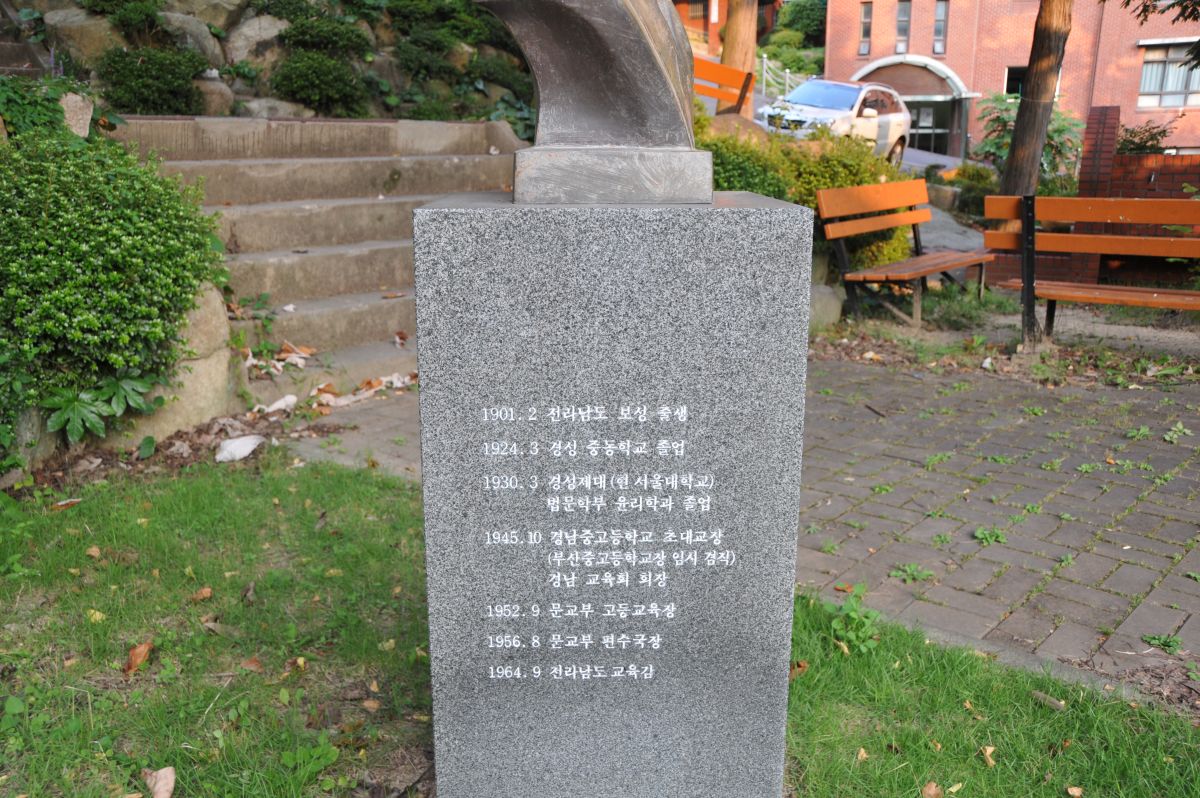 1901. 2 전라남도 보성 출생
1924. 3 경성 중동학교 졸업
1930. 3 경성제대(현 서울대학교)
법문학부 윤리학과 졸업
1945.10 경남중고등학교 초대교장
(부산중고등학교장 임시 겸직)
경남 교육회 회장
1952. 9 문교부 고등교육장
1956. 8 문교부 편수국장
1964. 9 전라남도 교육감